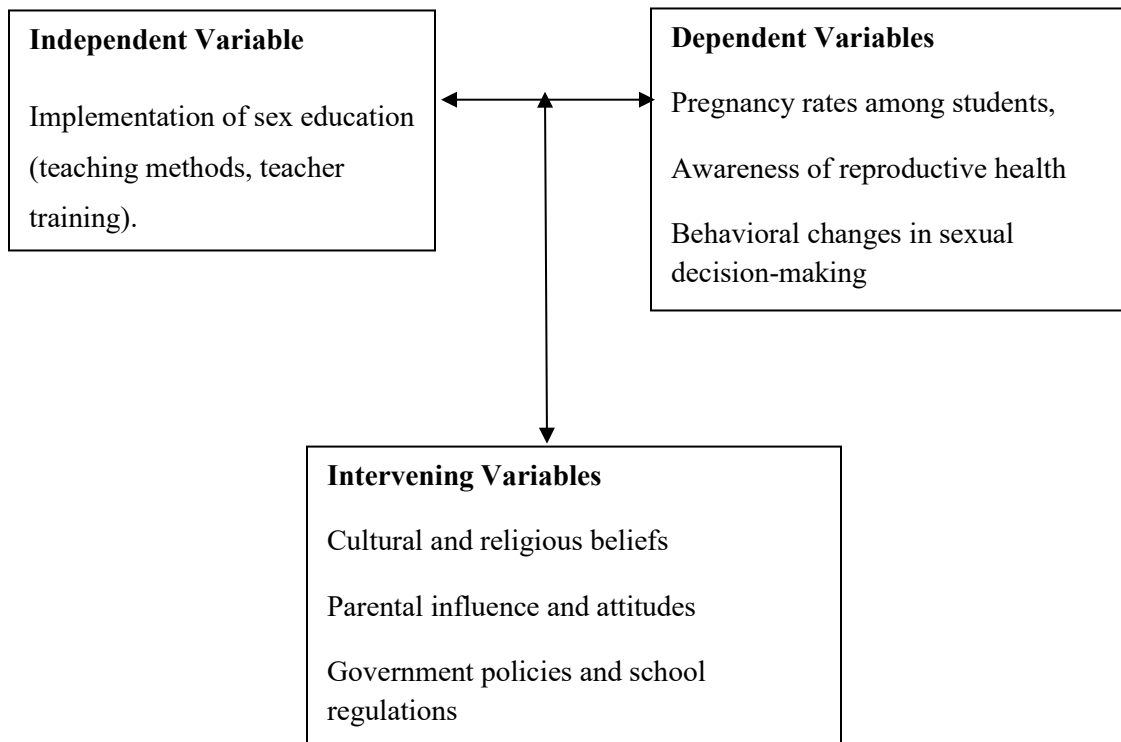 Independent Variable
Implementation of sex education
(teaching methods, teacher
training).
Dependent Variables
Pregnancy rates among students,
Awareness of reproductive health
Behavioral changes in sexual
decision-making
Intervening Variables
Cultural and religious beliefs
Parental influence and attitudes
Government policies and school
regulations